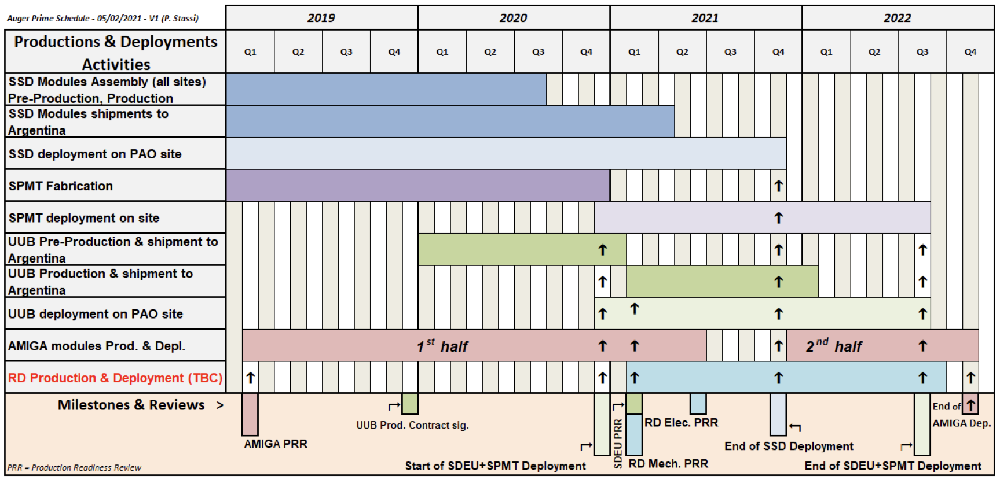 Auger Prime Schedule - 05/02/2021 - V1 (P. Stassi)
2019 2020 2021 2022
Productions & Deployments
Activities
Q1 Q2 Q3 Q4 Q1 Q2 Q3 Q4 Q1 Q2 Q3 Q4 Q1 Q2 Q3 Q4
SSD Modules Assembly (all sites)
Pre-Production, Production
SSD Modules shipments to
Argentina
SSD deployment on PAO site
SPMT Fabrication
↑
SPMT deployment on site
↑
UUB Pre-Production & shipment to
Argentina
↑ ↑ ↑
UUB Production & shipment to
Argentina
↑ ↑ ↑
UUB deployment on PAO site
↑ ↑ ↑ ↑
AMIGA modules Prod. & Depl.
1st half ↑ ↑ ↑ 2nd half ↑
RD Production & Deployment (TBC)
↑ ↑ ↑ ↑ ↑ ↑
Milestones & Reviews >
AMIGA PRR
UUB Prod. Contract sig.
Start of SDEU+SPMT Deployment
SDEU PRR
RD Elec. PRR
RD Mech. PRR
End of SSD Deployment
End of SDEU+SPMT Deployment
End of ↑
AMIGA Dep.
PRR = Production Readiness Review